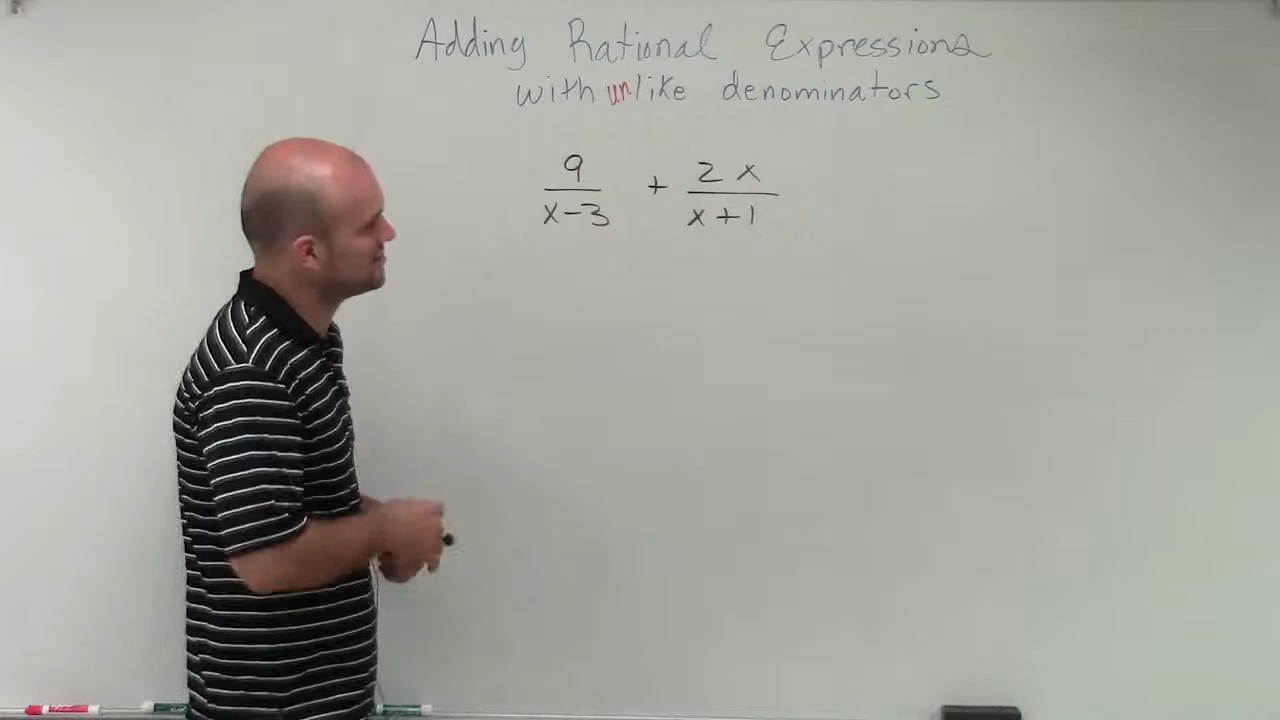 Adding Rational Expressions
with unlike denominators
9 + 2x
x-3 x+1